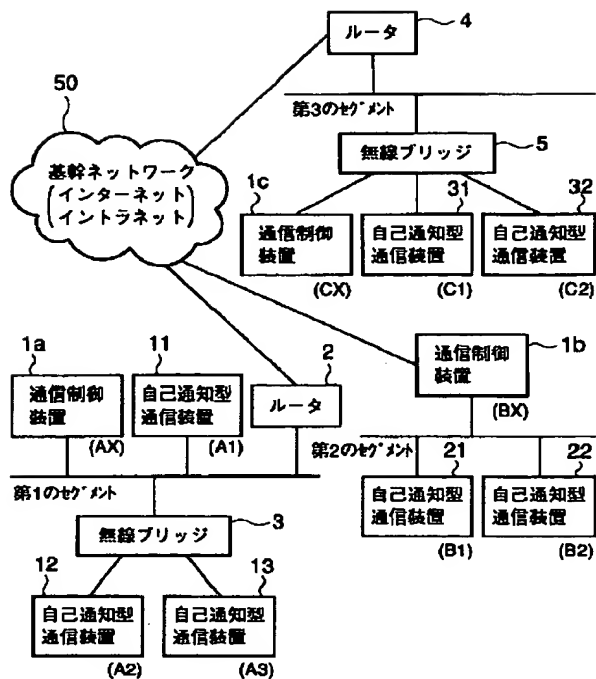 4
ルータ
50
第3のセグメント
基幹ネットワーク
(インターネット
イントラネット)
5
無線ブリッジ
1c
31
32
通信制御
装置
自己通知型
通信装置
自己通知型
通信装置
(CX)
(C1)
(C2)
1a
11
2
1b
通信制御
装置
自己通知型
通信装置
ルータ
通信制御
装置
(AX)
(A1)
(BX)
第1のセグメント
第2のセグメント
21
22
無線ブリッジ
3
自己通知型
通信装置
自己通知型
通信装置
(B1)
(B2)
12
13
自己通知型
通信装置
自己通知型
通信装置
(A2)
(A3)